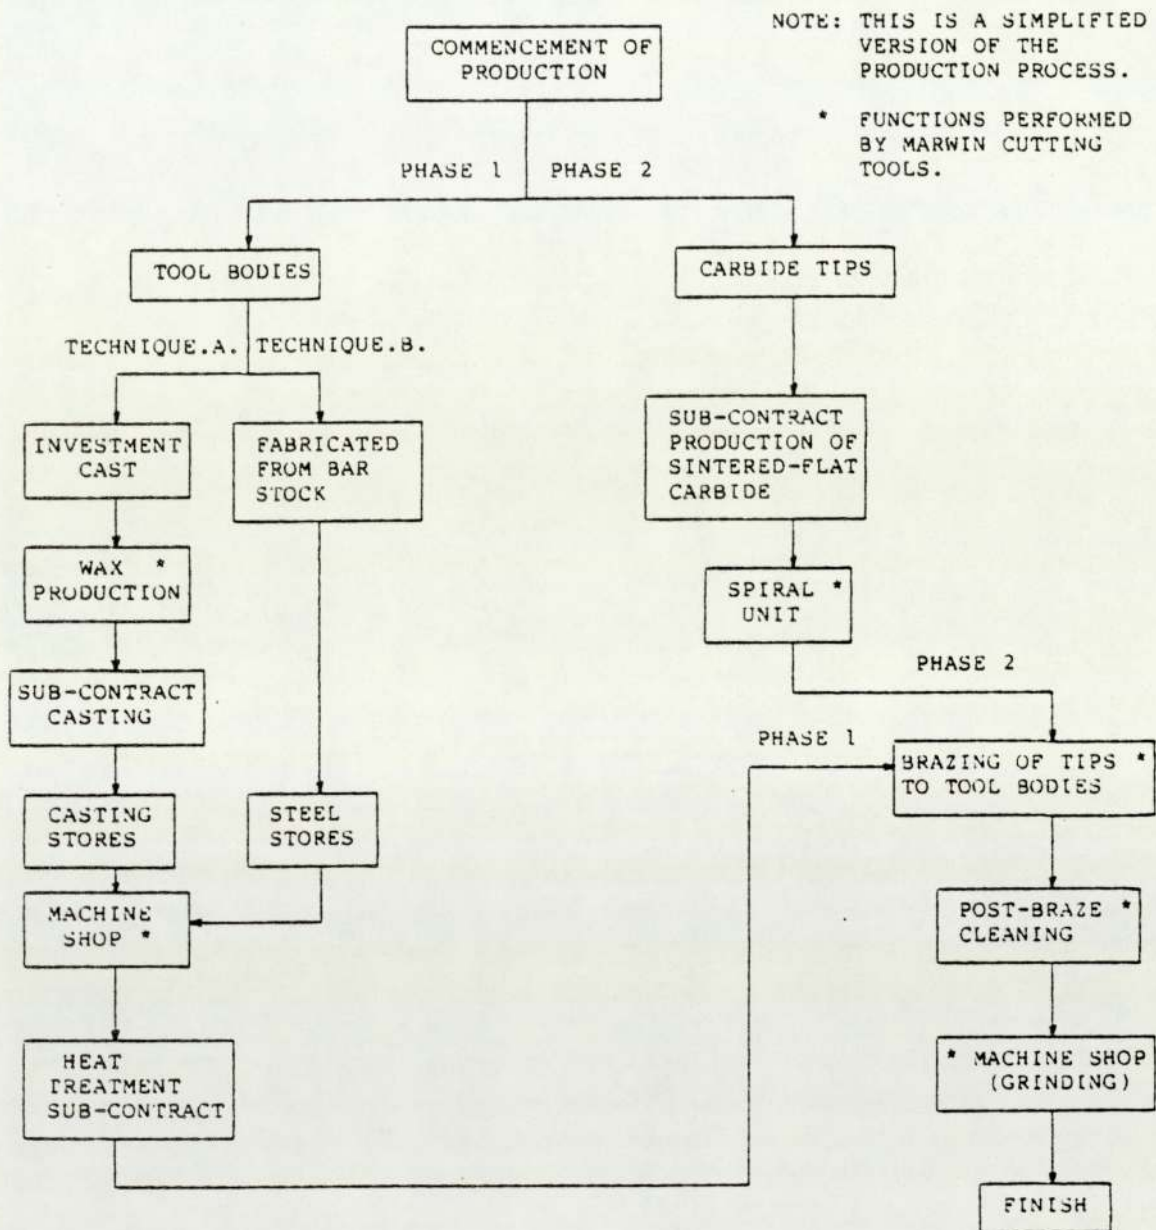 NOTE: THIS IS A SIMPLIFIED
VERSION OF THE
PRODUCTION PROCESS.
* FUNCTIONS PERFORMED
BY MARWIN CUTTING
TOOLS.
COMMENCEMENT OF
PRODUCTION
PHASE 1 PHASE 2
TOOL BODIES
CARBIDE TIPS
TECHNIQUE.A. TECHNIQUE.B.
INVESTMENT
CAST
FABRICATED
FROM BAR
STOCK
SUB-CONTRACT
PRODUCTION OF
SINTERED-FLAT
CARBIDE
WAX *
PRODUCTION
SPIRAL *
UNIT
SUB-CONTRACT
CASTING
PHASE 2
PHASE 1
BRAZING OF TIPS *
TO TOOL BODIES
CASTING
STORES
STEEL
STORES
MACHINE
SHOP *
POST-BRAZE *
CLEANING
HEAT
TREATMENT
SUB-CONTRACT
* MACHINE SHOP
(GRINDING)
FINISH